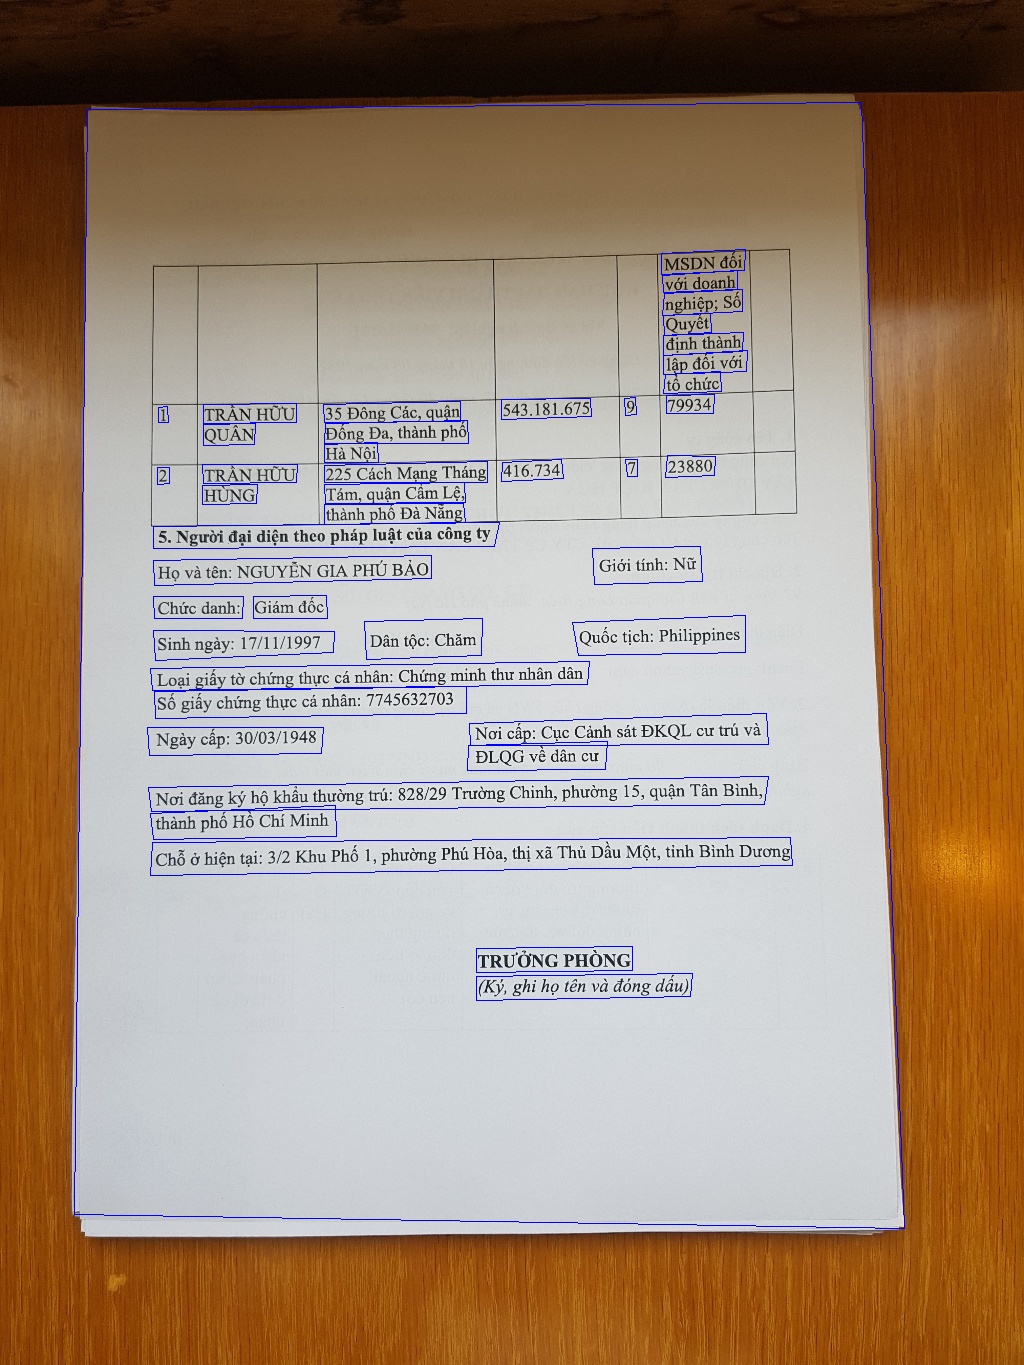 MSDN đối
với doanh
nghiệp; Số
Quyết
định thành
lập đối với
tổ chức
1 TRẦN HỮU QUÂN 35 Đông Các, quận Đống Đa, thành phố Hà Nội 543.181.675 9 79934
2 TRẦN HỮU HÙNG 225 Cách Mạng Tháng Tám, quận Cẩm Lệ, thành phố Đà Nẵng 416.734 7 23880
5. Người đại diện theo pháp luật của công ty
Họ và tên: NGUYỄN GIA PHÚ BẢO Giới tính: Nữ
Chức danh: Giám đốc
Sinh ngày: 17/11/1997 Dân tộc: Chăm Quốc tịch: Philippines
Loại giấy tờ chứng thực cá nhân: Chứng minh thư nhân dân
Số giấy chứng thực cá nhân: 7745632703
Ngày cấp: 30/03/1948 Nơi cấp: Cục Cảnh sát ĐKQL cư trú và
ĐLQG về dân cư
Nơi đăng ký hộ khẩu thường trú: 828/29 Trường Chinh, phường 15, quận Tân Bình,
thành phố Hồ Chí Minh
Chỗ ở hiện tại: 3/2 Khu Phố 1, phường Phú Hòa, thị xã Thủ Dầu Một, tỉnh Bình Dương
TRƯỞNG PHÒNG
(Ký, ghi họ tên và đóng dấu)